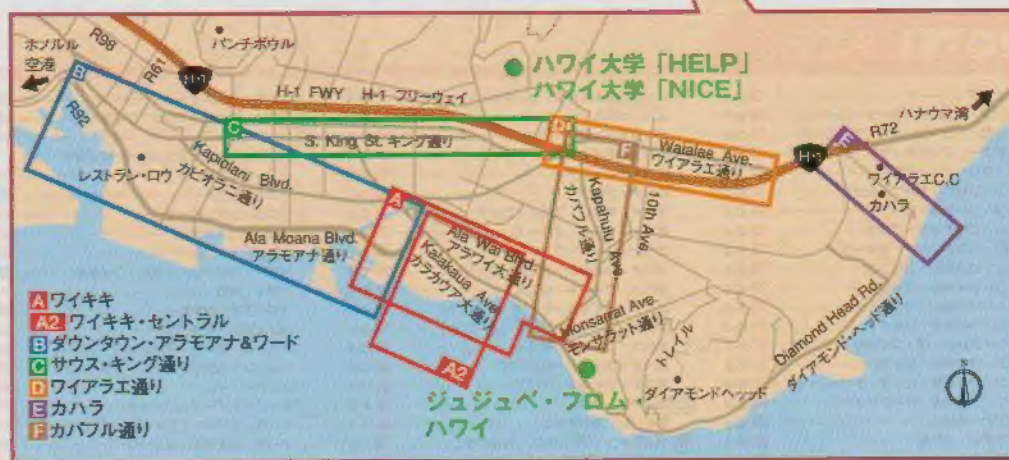 ホノルル
空港
R98
R61
パンチボウル
H-1
H-1 FWY H-1 フリーウェイ
ハワイ大学「HELP」
ハワイ大学「NICE」
ハナウマ湾
R72
B
R92
C
S. King St. キング通り
D
F
Waialae Ave.
ワイアラエ通り
H-1
E
ワイアラエC.C
カハラ
レストラン・ロウ
Kapiolani Blvd.
カピオラニ通り
A
Ala Moana Blvd.
アラモアナ通り
Ala Wai Blvd.
アラワイ大通り
Kalakaua Ave.
カラカウア大通り
Kapahulu Ave.
カパフル通り
10th Ave.
Monsarrat Ave.
モンサラット通り
トレイル
Diamond Head Rd.
ダイアモンドヘッド通り
ダイアモンドヘッド
A2
ジュジュベ・フロム・
ハワイ
N
A ワイキキ
A2 ワイキキ・セントラル
B ダウンタウン・アラモアナ&ワード
C サウス・キング通り
D ワイアラエ通り
E カハラ
F カパフル通り